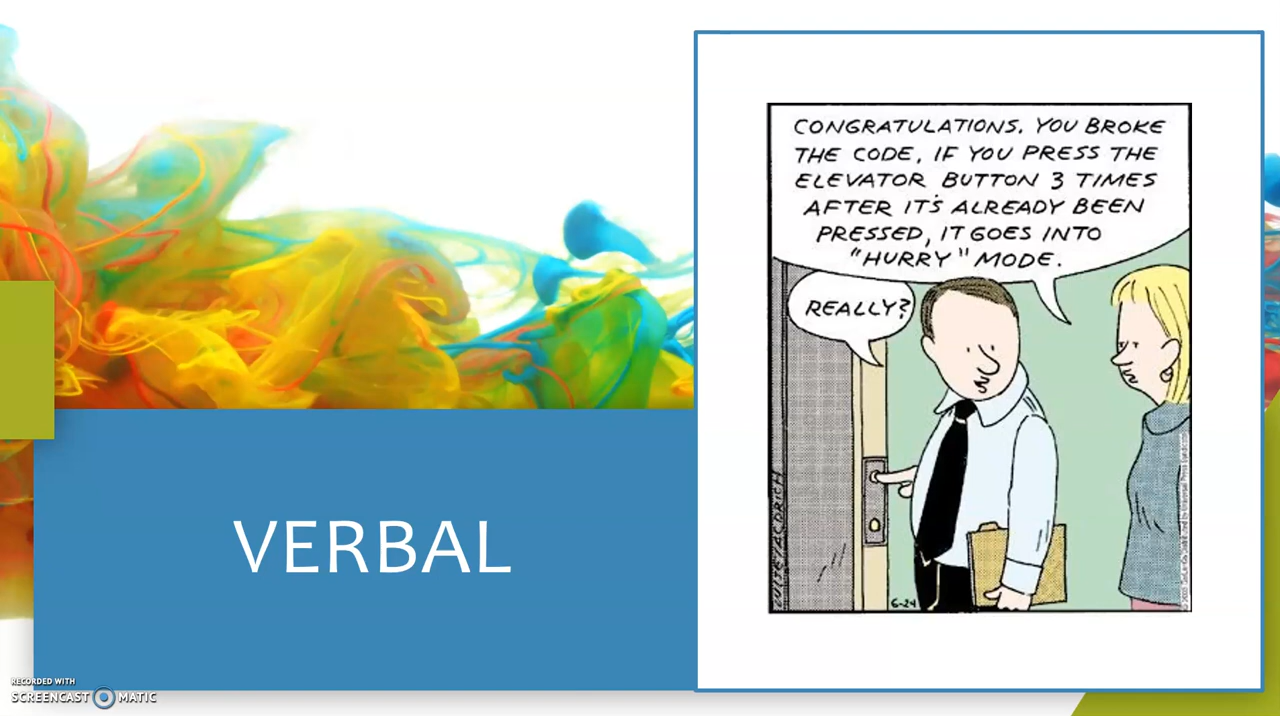 VERBAL
CONGRATULATIONS. YOU BROKE
THE CODE, IF YOU PRESS THE
ELEVATOR BUTTON 3 TIMES
AFTER IT'S ALREADY BEEN
PRESSED, IT GOES INTO
"HURRY" MODE.
REALLY?
6-24
RECORDED WITH
SCREENCAST MATIC